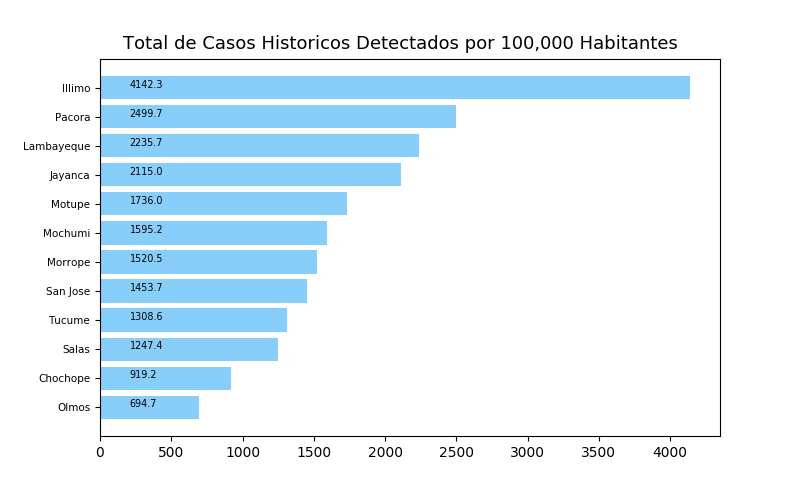 Total de Casos Historicos Detectados por 100,000 Habitantes
Illimo 4142.3
Pacora 2499.7
Lambayeque 2235.7
Jayanca 2115.0
Motupe 1736.0
Mochumi 1595.2
Morrope 1520.5
San Jose 1453.7
Tucume 1308.6
Salas 1247.4
Chochope 919.2
Olmos 694.7
0 500 1000 1500 2000 2500 3000 3500 4000